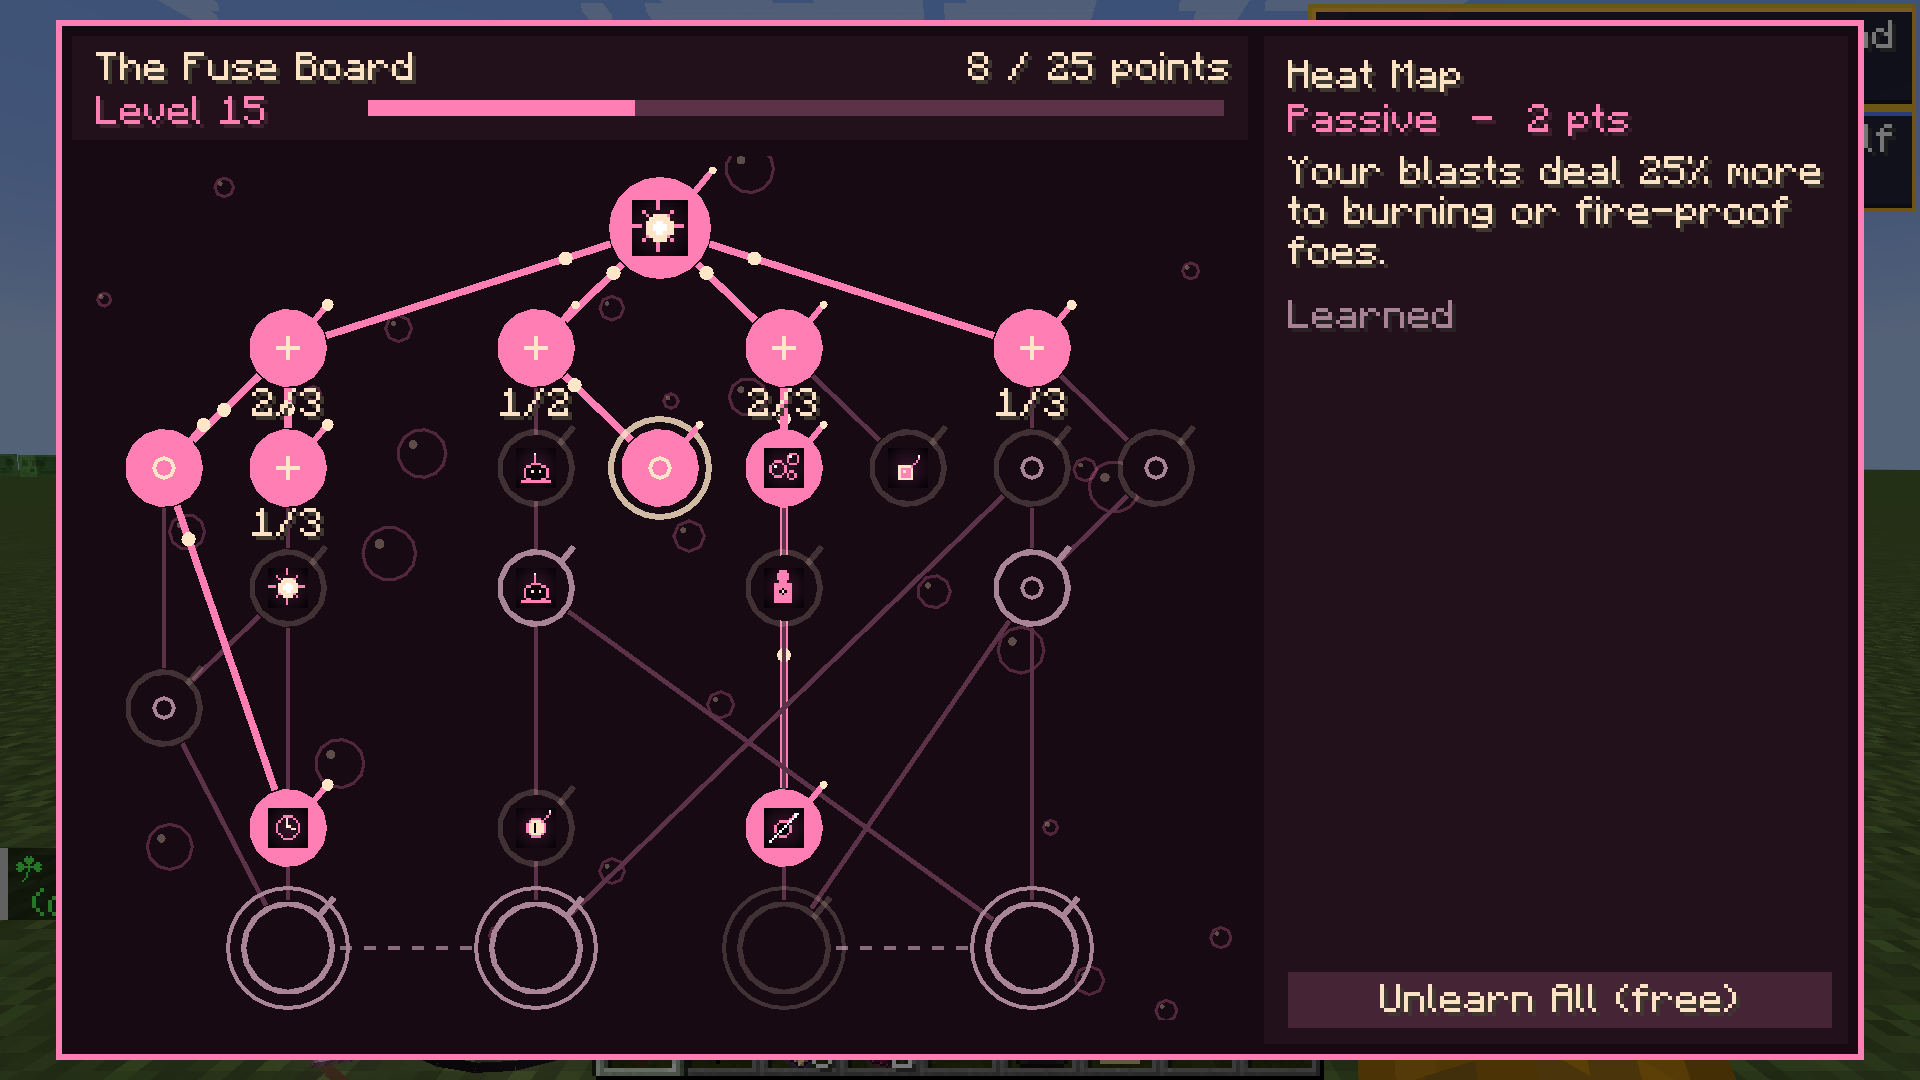 The Fuse Board
8 / 25 points
Level 15
2/3
1/2
2/3
1/3
1/3
Heat Map
Passive - 2 pts
Your blasts deal 25% more
to burning or fire-proof
foes.
Learned
Unlearn All (free)